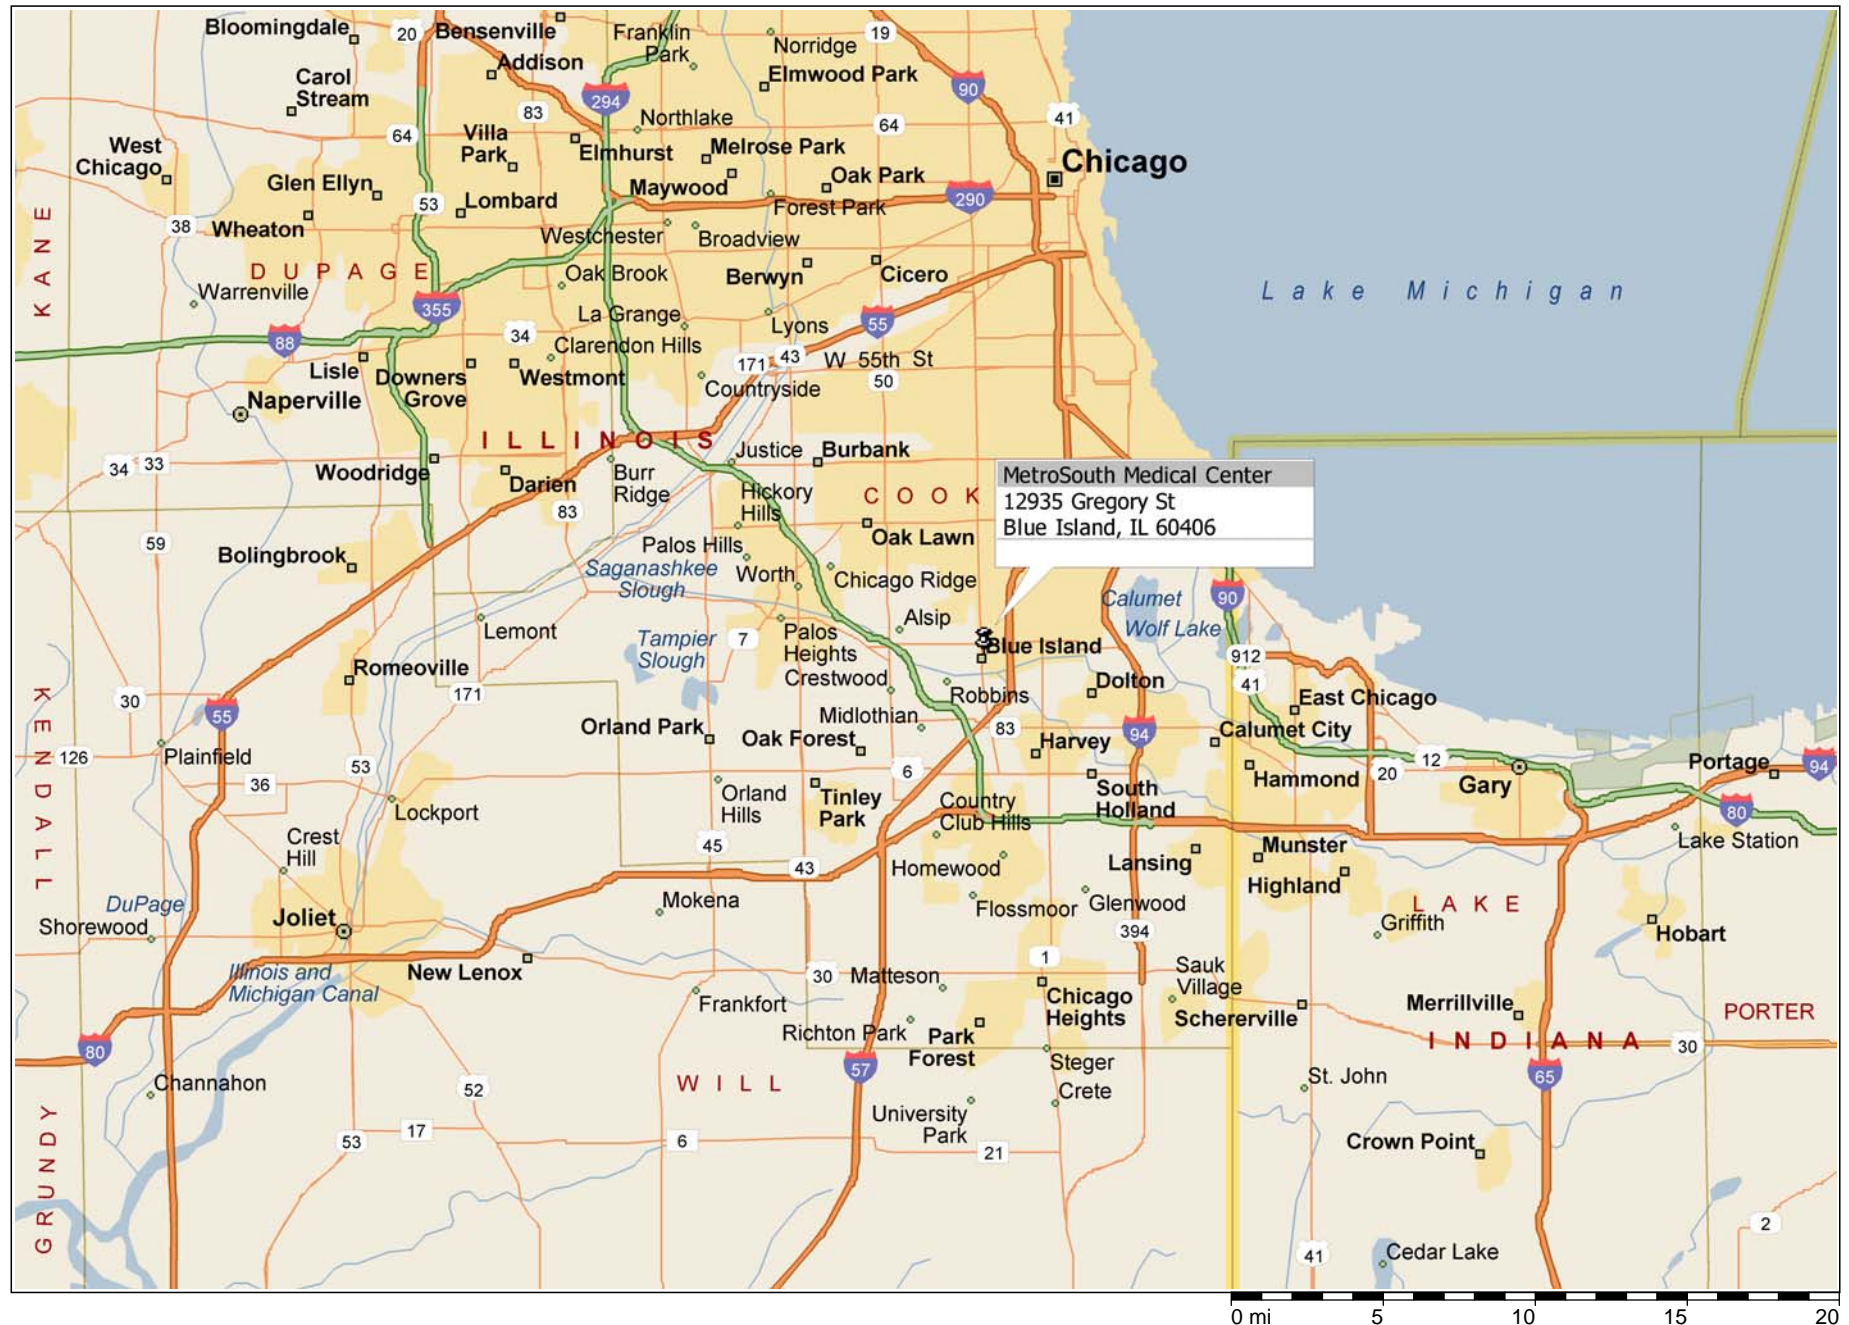 Bloomingdale
20
Bensenville
Franklin
Park
Norridge
19
Addison
Elmwood Park
90
Carol
Stream
294
83
Northlake
64
41
64
Villa
Park
Elmhurst
Melrose Park
Chicago
West
Chicago
Glen Ellyn
Maywood
Oak Park
290
53
Lombard
Forest Park
38
Wheaton
Westchester
Broadview
KANE
DUPAGE
Oak Brook
Berwyn
Cicero
Warrenville
355
La Grange
Lyons
55
Lake Michigan
88
34
Clarendon Hills
171
43
W 55th St
Lisle
Downers
Grove
Westmont
Countryside
50
Naperville
ILLINOIS
34
33
Woodridge
Darien
Burr
Ridge
Justice
Burbank
MetroSouth Medical Center
12935 Gregory St
Blue Island, IL 60406
Hickory
Hills
COOK
83
59
Bolingbrook
Palos Hills
Oak Lawn
Saganashkee
Slough
Worth
Chicago Ridge
Calumet
Wolf Lake
90
Lemont
Tampier
Slough
7
Palos
Heights
Alsip
Blue Island
912
Romeoville
171
Crestwood
Robbins
Dolton
41
East Chicago
KENDALL
30
55
Orland Park
Oak Forest
Midlothian
83
Harvey
94
Calumet City
126
Plainfield
53
36
6
12
20
Hammond
Gary
Portage
94
Lockport
Orland
Hills
Tinley
Park
Country
Club Hills
South
Holland
80
Crest
Hill
45
43
Homewood
Lansing
Munster
Highland
Lake Station
DuPage
Shorewood
Joliet
Mokena
Flossmoor
Glenwood
394
LAKE
Griffith
Hobart
Illinois and
Michigan Canal
New Lenox
30
Matteson
1
Sauk
Village
Frankfort
Chicago
Heights
Schererville
Merrillville
PORTER
Richton Park
Park
Forest
INDIANA
30
80
57
Steger
65
Channahon
52
WILL
Crete
St. John
University
Park
GRUNDY
53
17
6
21
Crown Point
2
41
Cedar Lake
0 mi 5 10 15 20